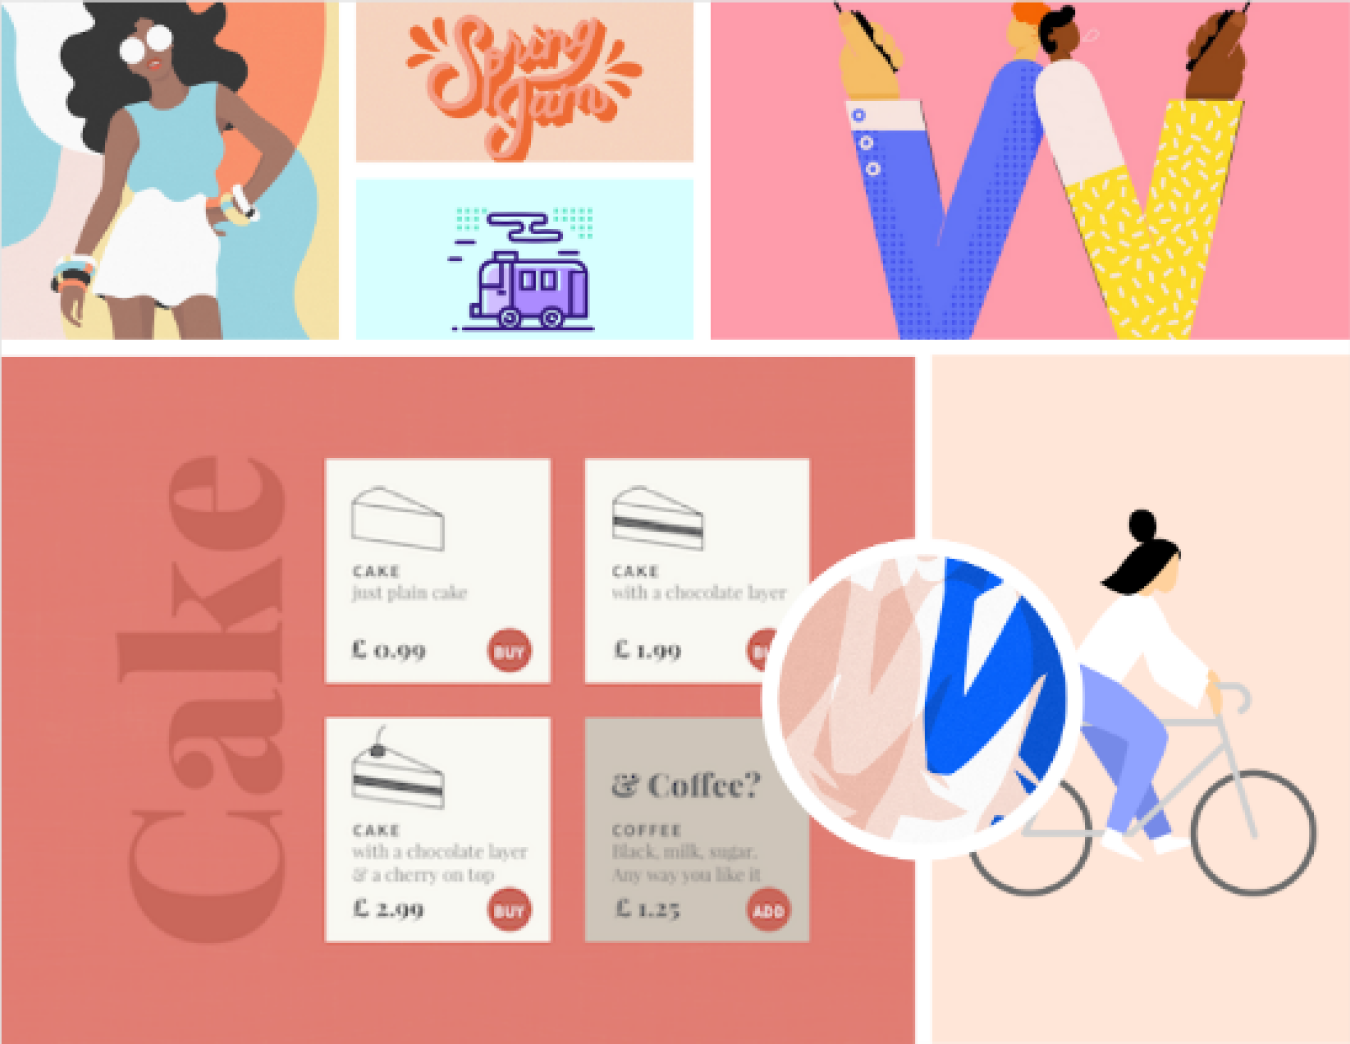 Spring
Jam
W
Cake
CAKE
just plain cake
£ 0.99
BUY
CAKE
with a chocolate layer
£ 1.99
CAKE
with a chocolate layer
& a cherry on top
£ 2.99
BUY
& Coffee?
COFFEE
Black, milk, sugar.
Any way you like it
£ 1.25
ADD